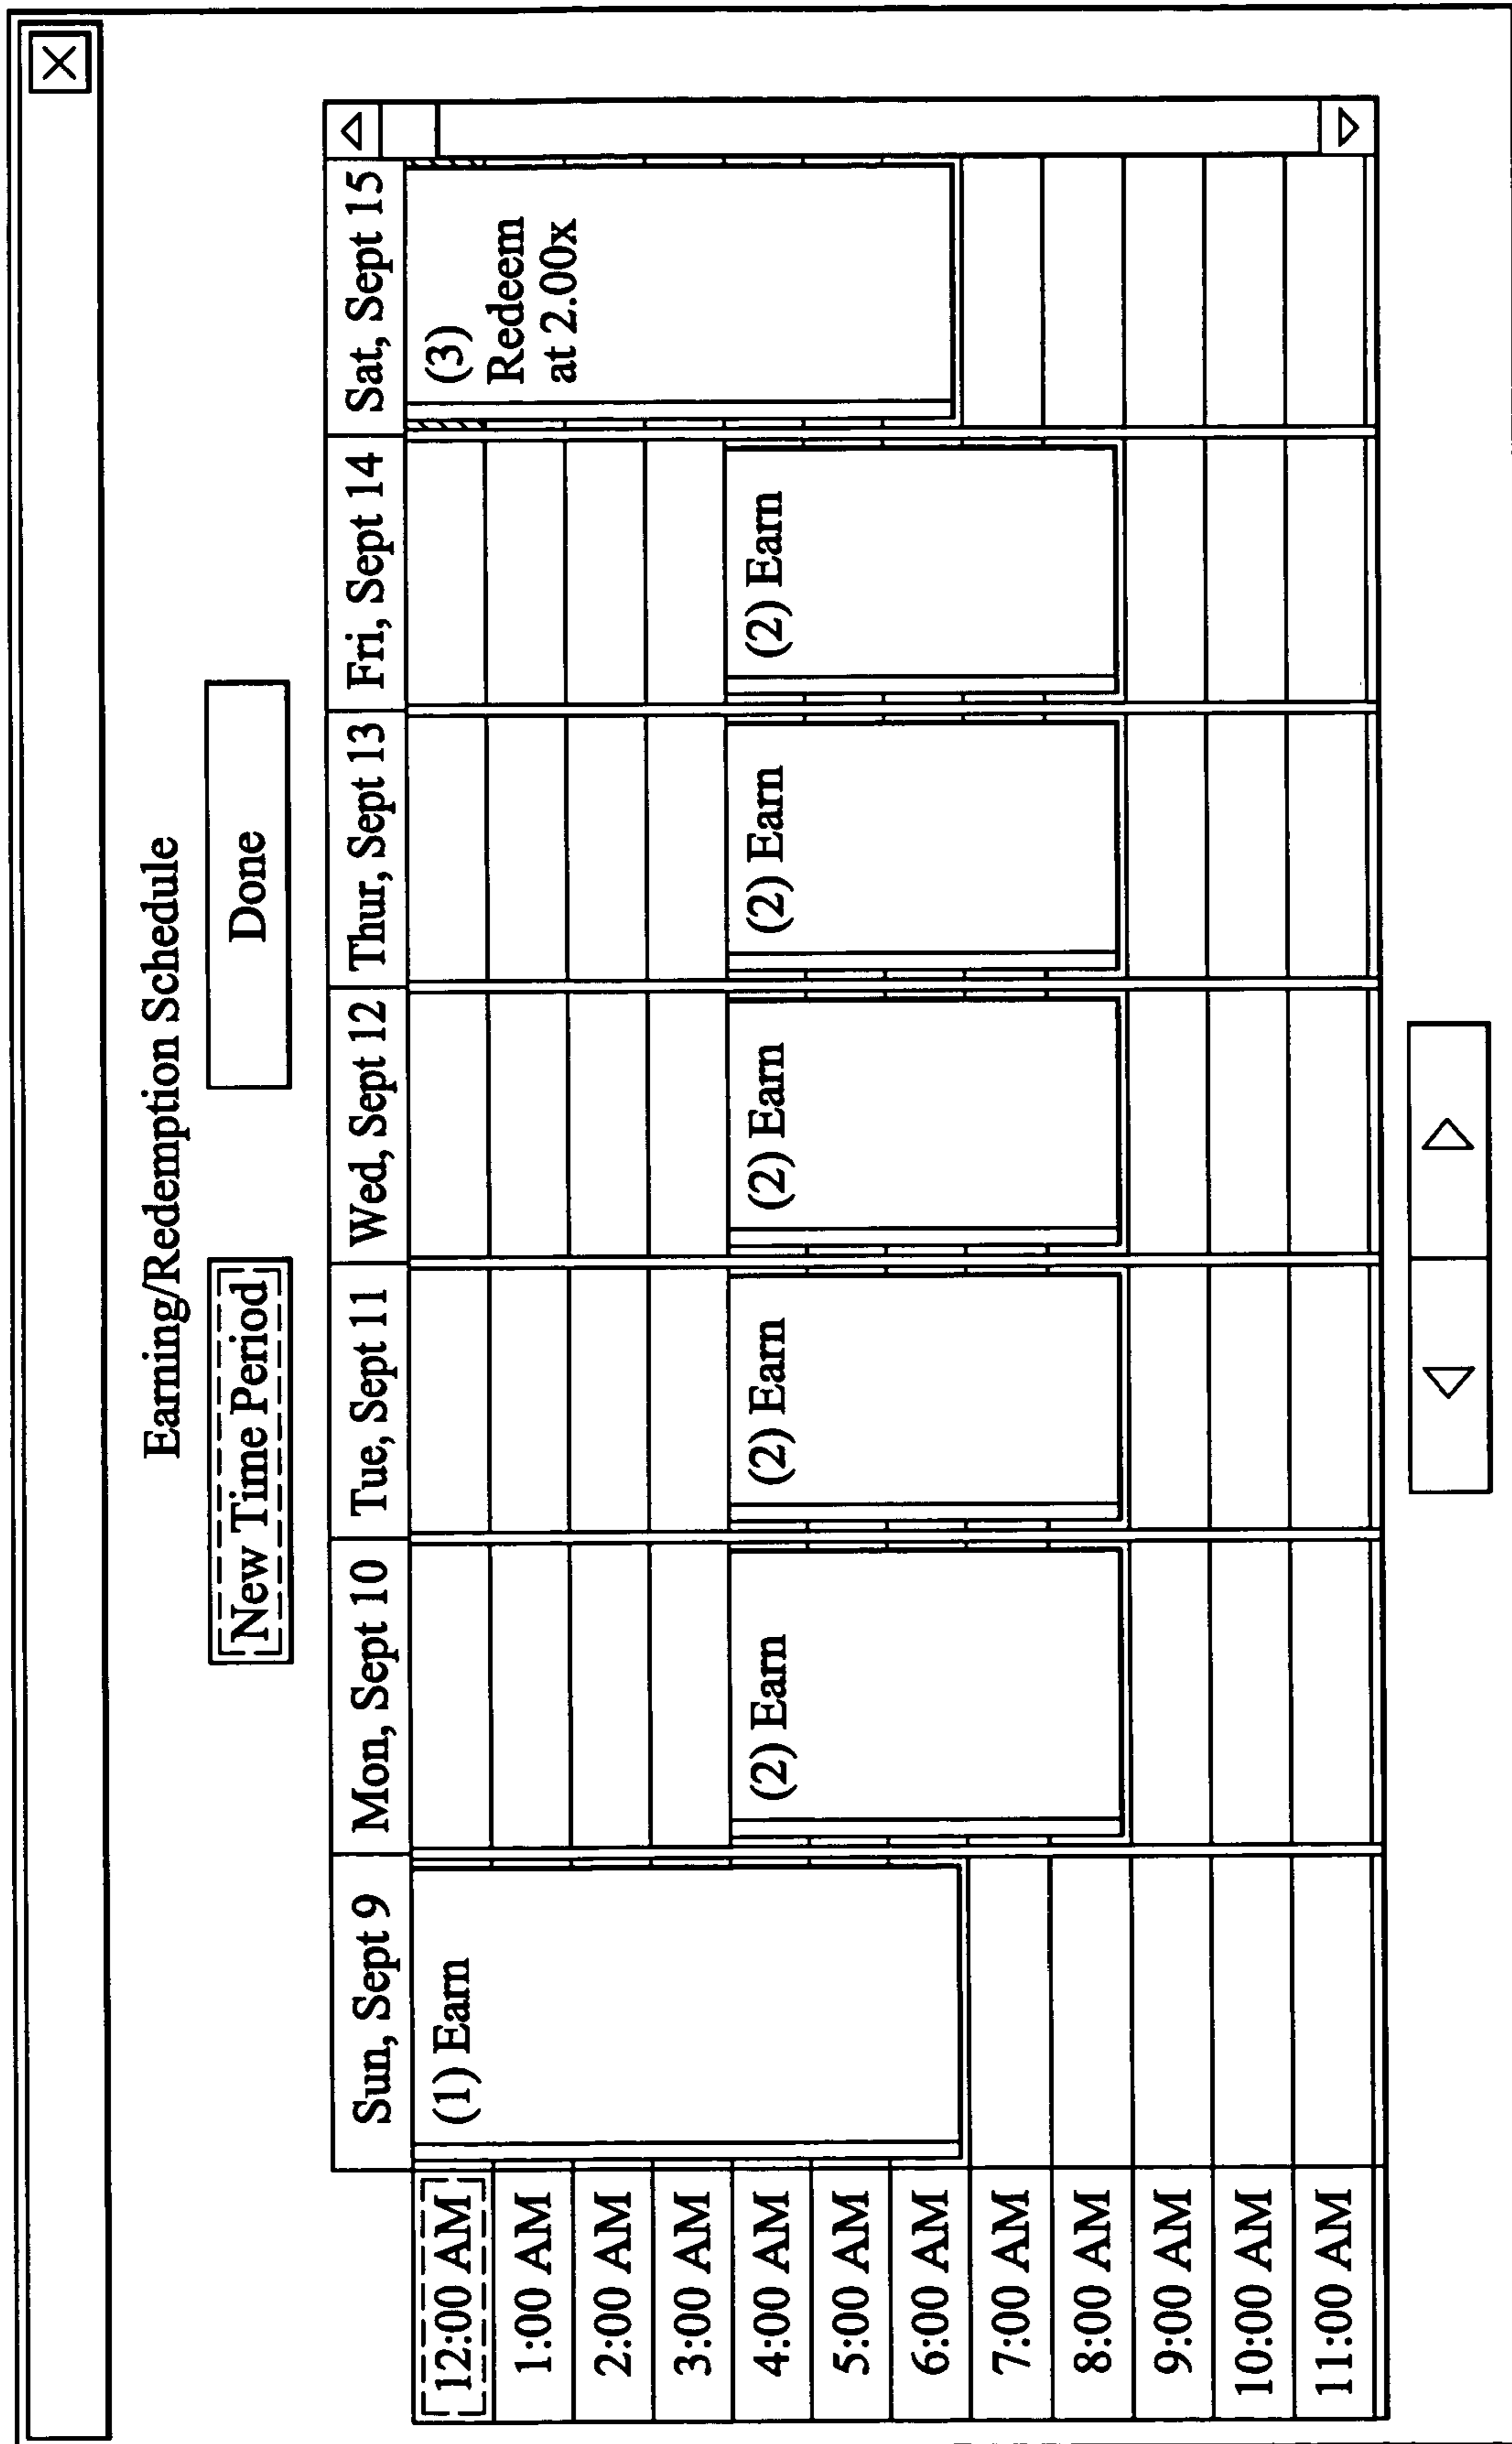 Earning/Redemption Schedule
New Time Period
Done
Sun, Sept 9
Mon, Sept 10
Tue, Sept 11
Wed, Sept 12
Thur, Sept 13
Fri, Sept 14
Sat, Sept 15
12:00 AM
(1) Earn
(3)
Redeem
at 2.00x
1:00 AM
2:00 AM
3:00 AM
4:00 AM
(2) Earn
(2) Earn
(2) Earn
(2) Earn
(2) Earn
5:00 AM
6:00 AM
7:00 AM
8:00 AM
9:00 AM
10:00 AM
11:00 AM